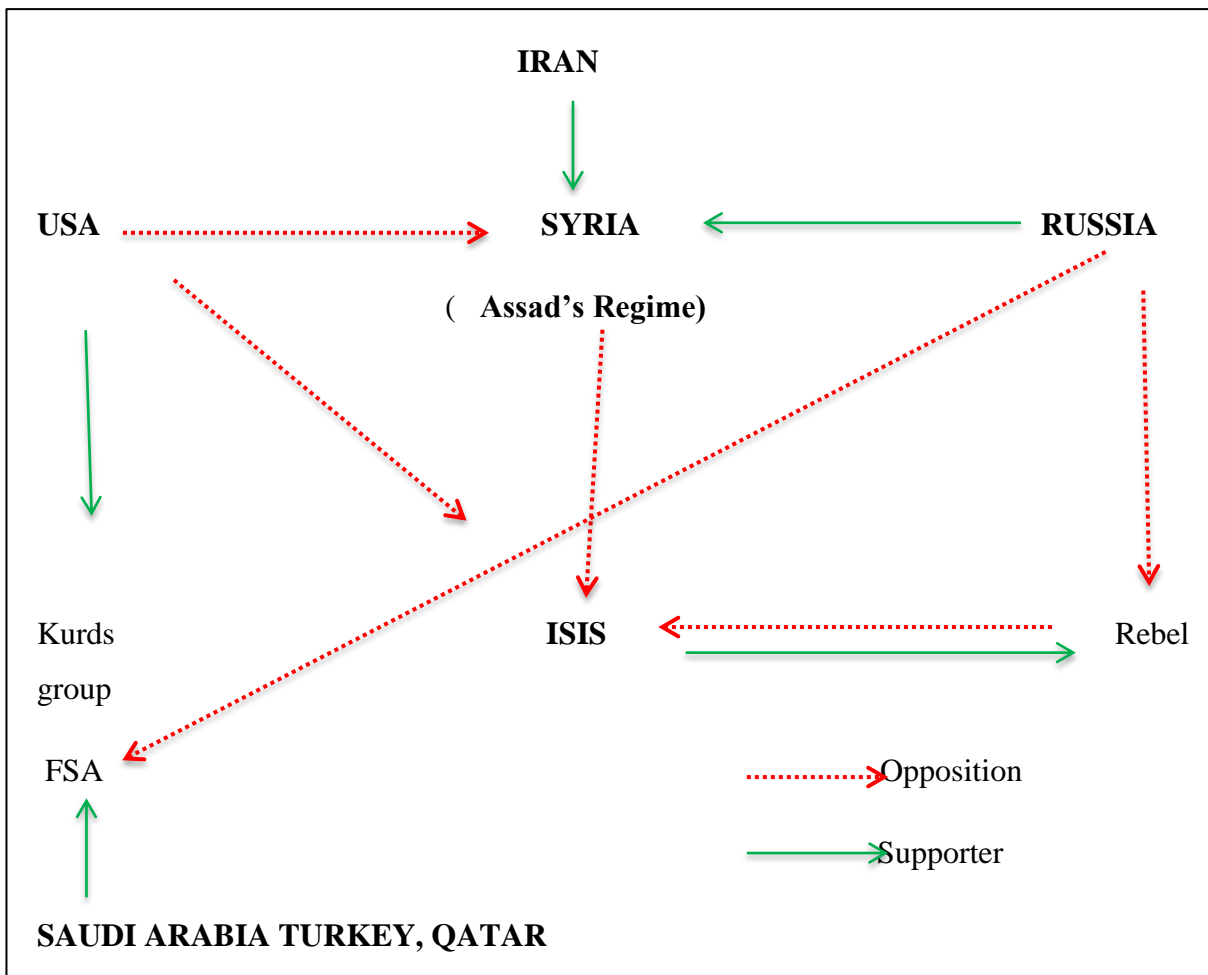 IRAN
USA SYRIA RUSSIA
( Assad’s Regime)
Kurds ISIS Rebel
group
FSA Opposition
Supporter
SAUDI ARABIA TURKEY, QATAR